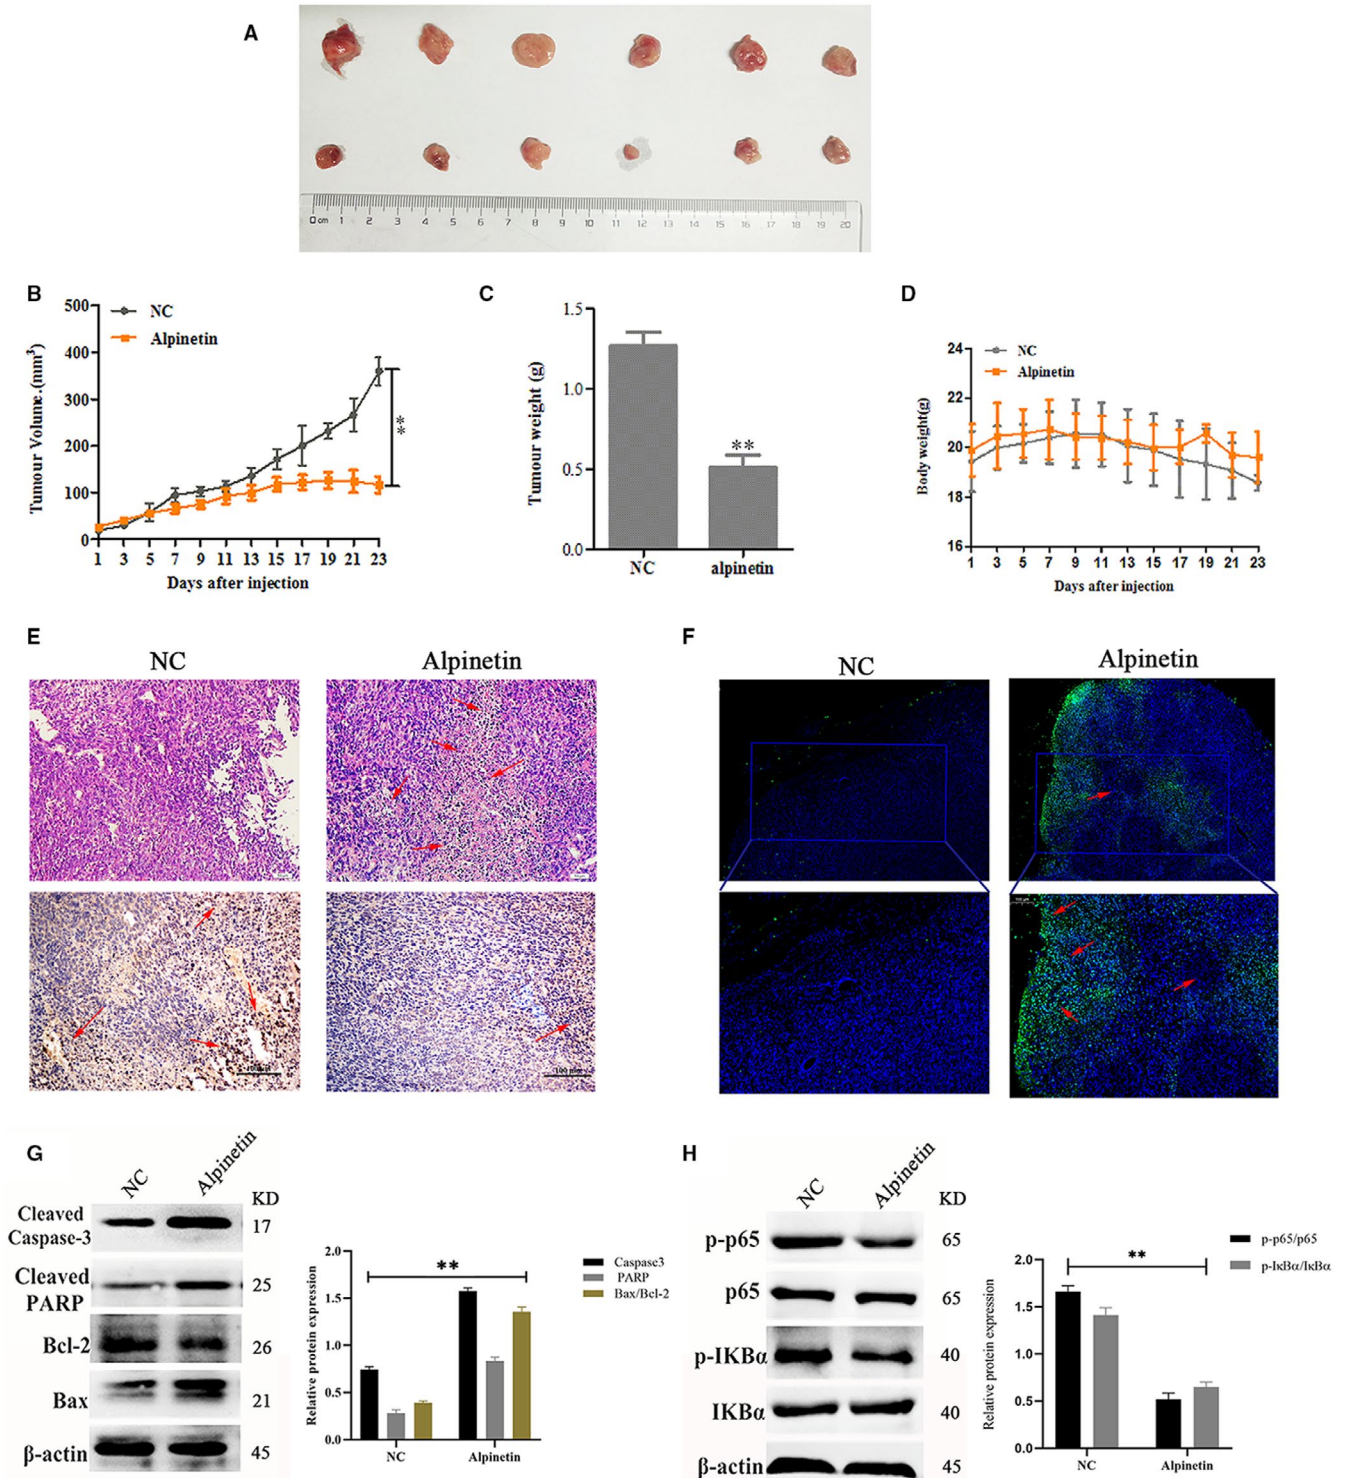 A
0 cm 1 2 3 4 5 6 7 8 9 10 11 12 13 14 15 16 17 18 19 20
B
500
400
300
200
100
0
Tumour Volume.(mm³)
NC
Alpinetin
**
1 3 5 7 9 11 13 15 17 19 21 23
Days after injection
C
1.5
1.0
0.5
0.0
Tumour weight (g)
**
NC alpinetin
D
24
22
20
18
16
Body weight(g)
NC
Alpinetin
1 3 5 7 9 11 13 15 17 19 21 23
Days after injection
E
NC Alpinetin
100 μm
F
NC Alpinetin
G
NC Alpinetin KD
Cleaved Caspase-3 17
Cleaved PARP 25
Bcl-2 26
Bax 21
β-actin 45
2.0
1.5
1.0
0.5
0.0
Relative protein expression
**
Caspase3
PARP
Bax/Bcl-2
NC Alpinetin
H
NC Alpinetin KD
p-p65 65
p65 65
p-IKBα 40
IKBα 40
β-actin 45
2.0
1.5
1.0
0.5
0.0
Relative protein expression
**
p-p65/p65
p-IκBα/IκBα
NC Alpinetin